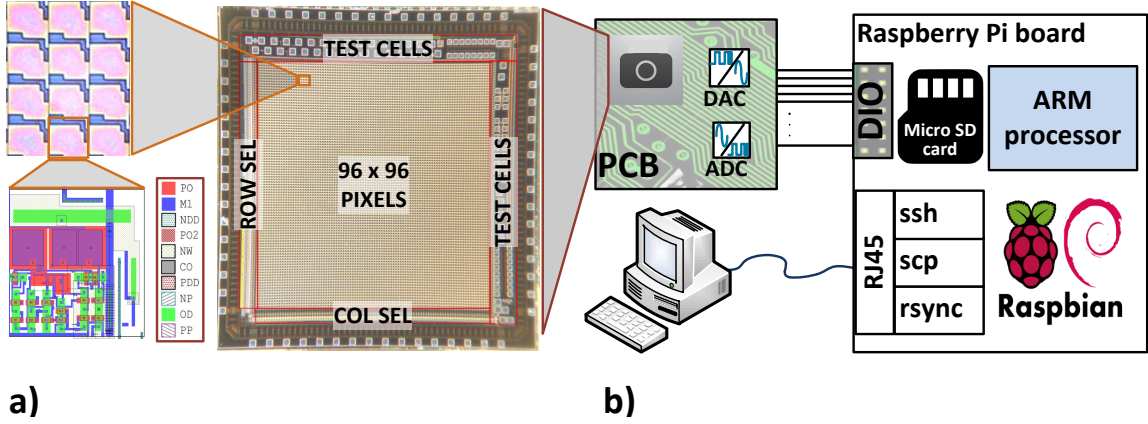 TEST CELLS
ROW SEL
96 x 96
PIXELS
TEST CELLS
COL SEL
PO
M1
NDD
PO2
NW
CO
PDD
NP
OD
PP
a)
DAC
ADC
PCB
Raspberry Pi board
DIO
Micro SD
card
ARM
processor
RJ45
ssh
scp
rsync
Raspbian
b)